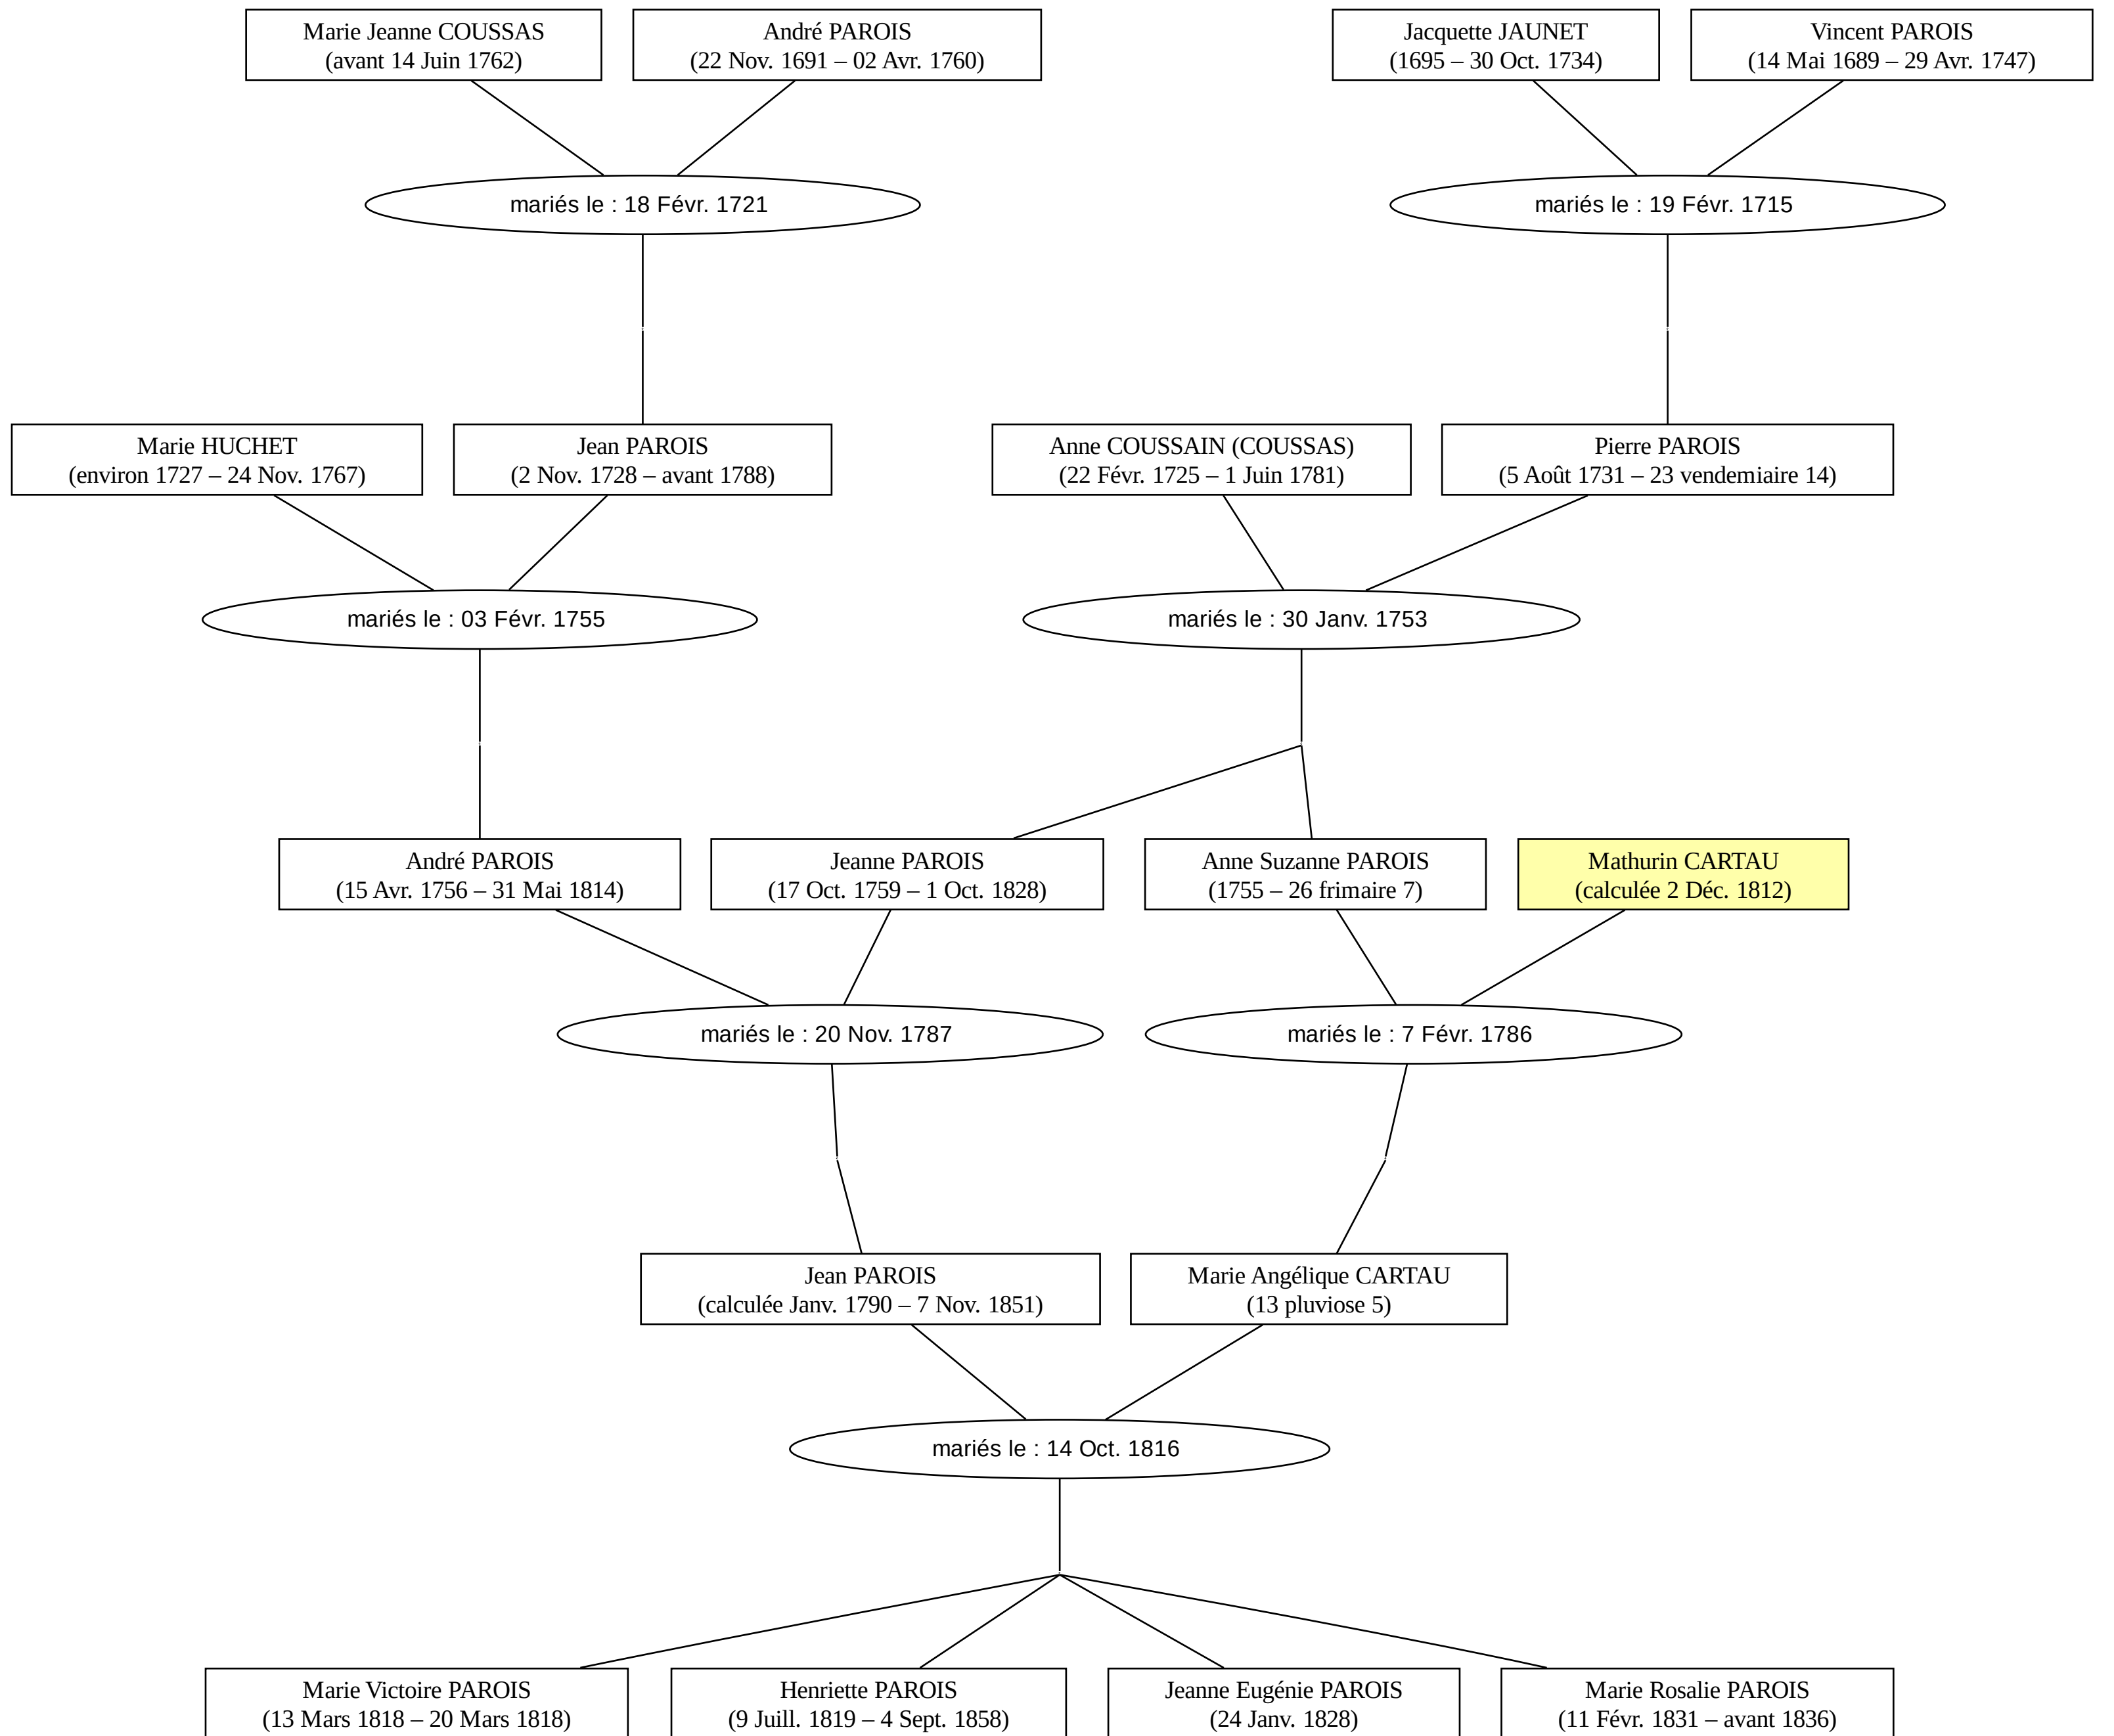 Marie Jeanne COUSSAS
(avant 14 Juin 1762)
André PAROIS
(22 Nov. 1691 – 02 Avr. 1760)
Jacquette JAUNET
(1695 – 30 Oct. 1734)
Vincent PAROIS
(14 Mai 1689 – 29 Avr. 1747)
mariés le : 18 Févr. 1721
mariés le : 19 Févr. 1715
Marie HUCHET
(environ 1727 – 24 Nov. 1767)
Jean PAROIS
(2 Nov. 1728 – avant 1788)
Anne COUSSAIN (COUSSAS)
(22 Févr. 1725 – 1 Juin 1781)
Pierre PAROIS
(5 Août 1731 – 23 vendemiaire 14)
mariés le : 03 Févr. 1755
mariés le : 30 Janv. 1753
André PAROIS
(15 Avr. 1756 – 31 Mai 1814)
Jeanne PAROIS
(17 Oct. 1759 – 1 Oct. 1828)
Anne Suzanne PAROIS
(1755 – 26 frimaire 7)
Mathurin CARTAU
(calculée 2 Déc. 1812)
mariés le : 20 Nov. 1787
mariés le : 7 Févr. 1786
Jean PAROIS
(calculée Janv. 1790 – 7 Nov. 1851)
Marie Angélique CARTAU
(13 pluviose 5)
mariés le : 14 Oct. 1816
Marie Victoire PAROIS
(13 Mars 1818 – 20 Mars 1818)
Henriette PAROIS
(9 Juill. 1819 – 4 Sept. 1858)
Jeanne Eugénie PAROIS
(24 Janv. 1828)
Marie Rosalie PAROIS
(11 Févr. 1831 – avant 1836)